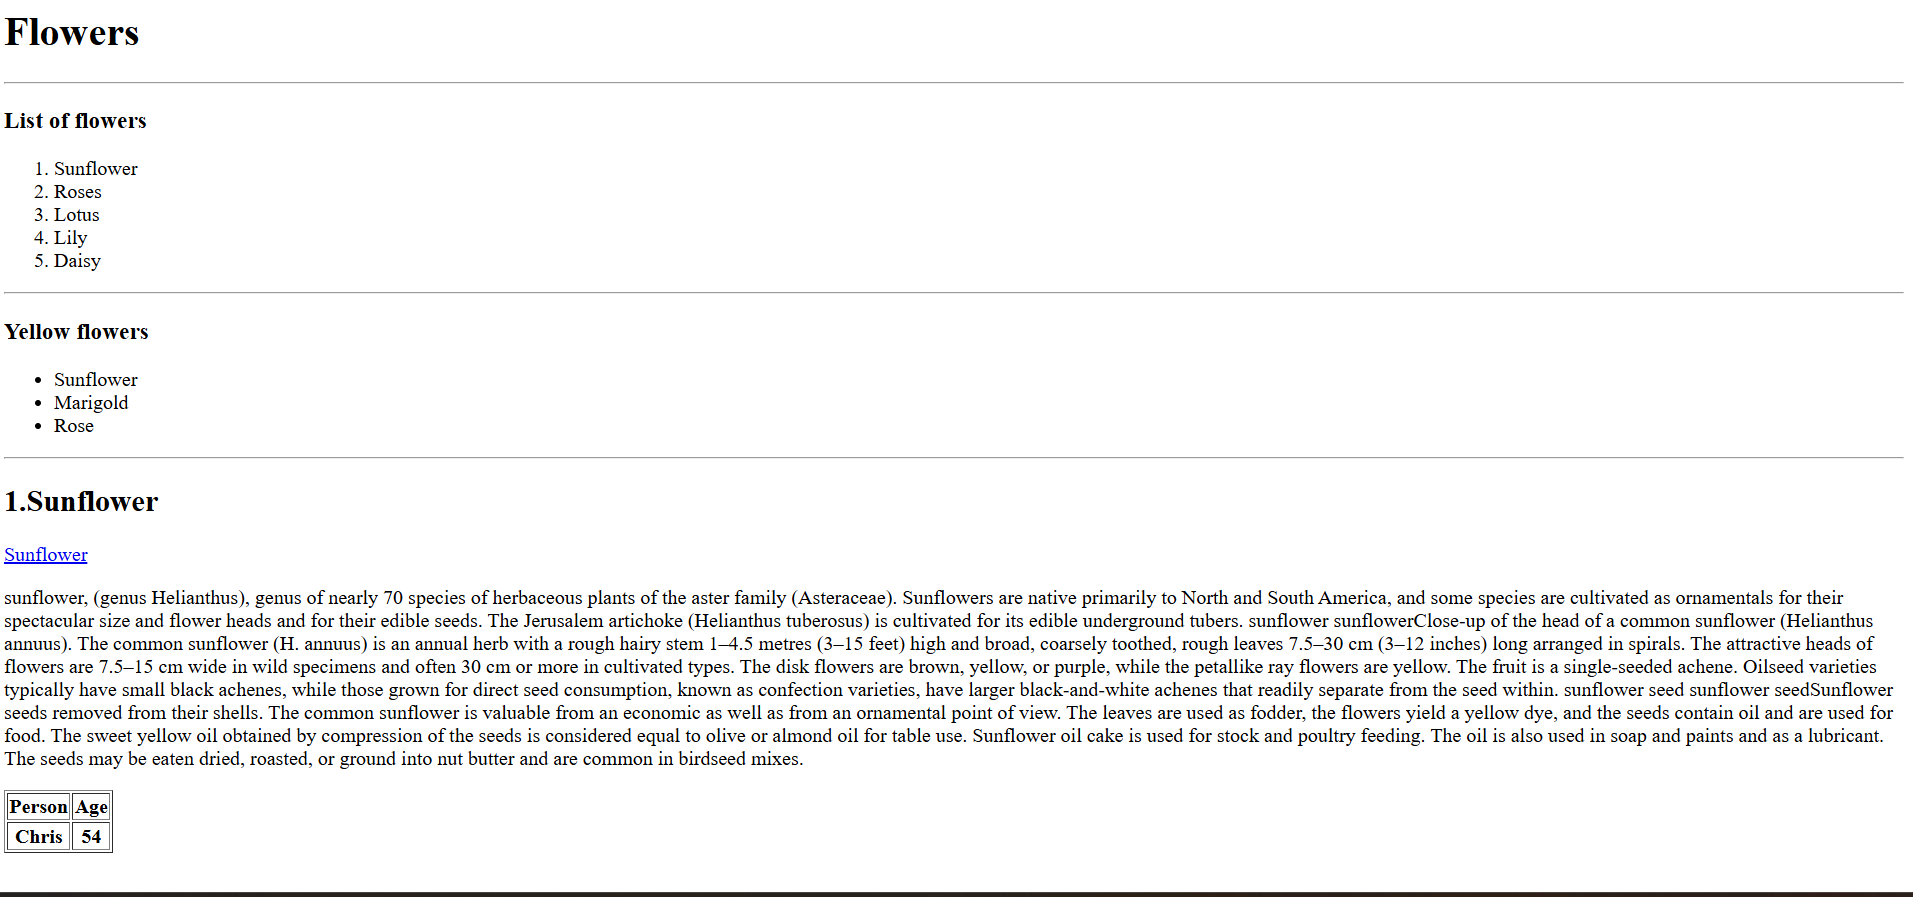 Flowers
List of flowers
1. Sunflower
2. Roses
3. Lotus
4. Lily
5. Daisy
Yellow flowers
• Sunflower
• Marigold
• Rose
1.Sunflower
Sunflower
sunflower, (genus Helianthus), genus of nearly 70 species of herbaceous plants of the aster family (Asteraceae). Sunflowers are native primarily to North and South America, and some species are cultivated as ornamentals for their
spectacular size and flower heads and for their edible seeds. The Jerusalem artichoke (Helianthus tuberosus) is cultivated for its edible underground tubers. sunflower sunflowerClose-up of the head of a common sunflower (Helianthus
annuus). The common sunflower (H. annuus) is an annual herb with a rough hairy stem 1–4.5 metres (3–15 feet) high and broad, coarsely toothed, rough leaves 7.5–30 cm (3–12 inches) long arranged in spirals. The attractive heads of
flowers are 7.5–15 cm wide in wild specimens and often 30 cm or more in cultivated types. The disk flowers are brown, yellow, or purple, while the petallike ray flowers are yellow. The fruit is a single-seeded achene. Oilseed varieties
typically have small black achenes, while those grown for direct seed consumption, known as confection varieties, have larger black-and-white achenes that readily separate from the seed within. sunflower seed sunflower seedSunflower
seeds removed from their shells. The common sunflower is valuable from an economic as well as from an ornamental point of view. The leaves are used as fodder, the flowers yield a yellow dye, and the seeds contain oil and are used for
food. The sweet yellow oil obtained by compression of the seeds is considered equal to olive or almond oil for table use. Sunflower oil cake is used for stock and poultry feeding. The oil is also used in soap and paints and as a lubricant.
The seeds may be eaten dried, roasted, or ground into nut butter and are common in birdseed mixes.
Person Age
Chris 54